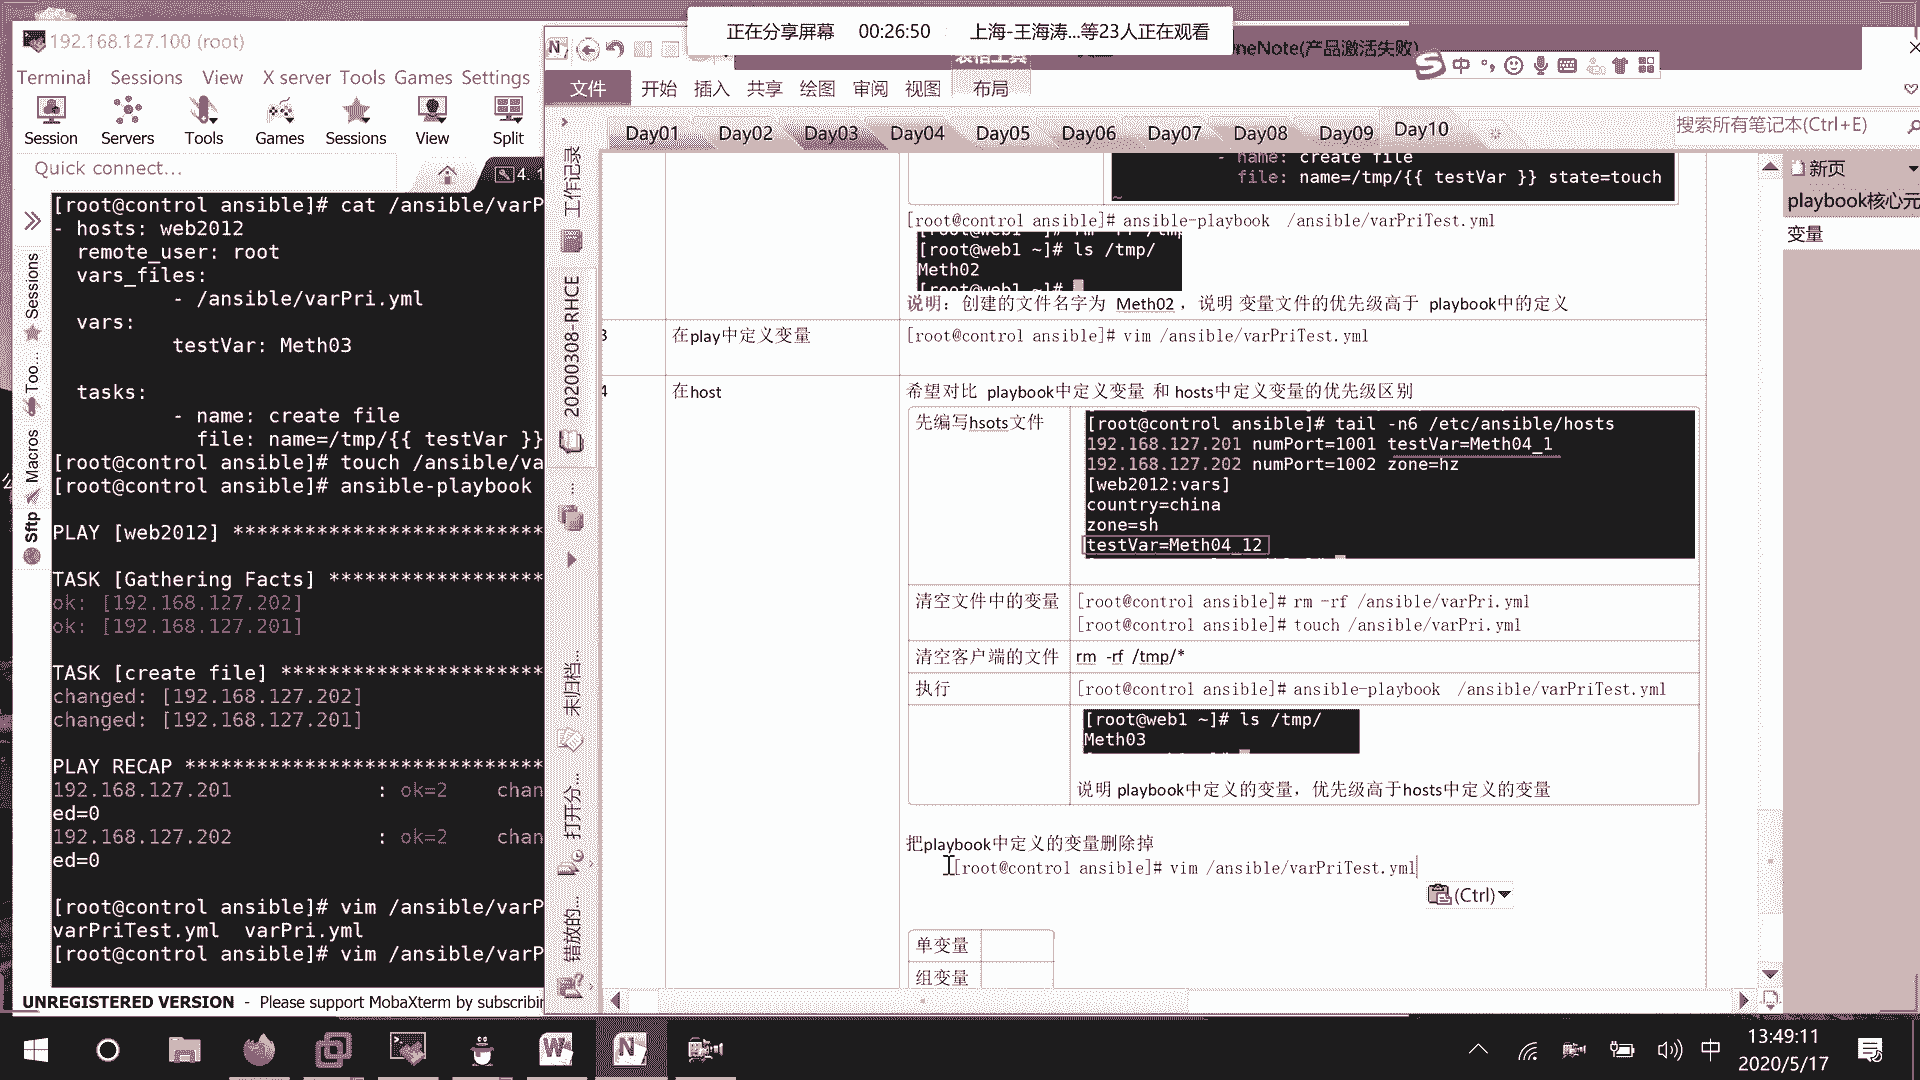 正在分享屏幕 00:26:50 上海-王海涛...等23人正在观看
192.168.127.100 (root)
OneNote(产品激活失败)
Terminal Sessions View X server Tools Games Settings
Session Servers Tools Games Sessions View Split
Quick connect...
4. 1
文件 开始 插入 共享 绘图 审阅 视图 布局
表格工具
中
Day01 Day02 Day03 Day04 Day05 Day06 Day07 Day08 Day09 Day10
搜索所有笔记本(Ctrl+E)
新页
playbook核心元
变量
Sessions
Too...
Macros
Sftp
工作记录
20200308-RHCE
未归档...
打开分...
错放的...
[root@control ansible]# cat /ansible/varP
- hosts: web2012
remote_user: root
vars_files:
- /ansible/varPri.yml
vars:
testVar: Meth03
tasks:
- name: create file
file: name=/tmp/{{ testVar }}
[root@control ansible]# touch /ansible/va
[root@control ansible]# ansible-playbook
PLAY [web2012] **************************
TASK [Gathering Facts] ******************
ok: [192.168.127.202]
ok: [192.168.127.201]
TASK [create file] **********************
changed: [192.168.127.202]
changed: [192.168.127.201]
PLAY RECAP ******************************
192.168.127.201 : ok=2 chan
ed=0
192.168.127.202 : ok=2 chan
ed=0
[root@control ansible]# vim /ansible/varP
varPriTest.yml varPri.yml
[root@control ansible]# vim /ansible/varP
UNREGISTERED VERSION - Please support MobaXterm by subscribin
- name: create file
file: name=/tmp/{{ testVar }} state=touch
~
[root@control ansible]# ansible-playbook /ansible/varPriTest.yml
[root@web1 ~]# ls /tmp/
Meth02
[root@web1 ~]#
说明：创建的文件名字为 Meth02，说明 变量文件的优先级高于 playbook中的定义
3 在play中定义变量 [root@control ansible]# vim /ansible/varPriTest.yml
4 在host 希望对比 playbook中定义变量 和 hosts中定义变量的优先级区别
先编写hsots文件
[root@control ansible]# tail -n6 /etc/ansible/hosts
192.168.127.201 numPort=1001 testVar=Meth04_1
192.168.127.202 numPort=1002 zone=hz
[web2012:vars]
country=china
zone=sh
testVar=Meth04_12
清空文件中的变量 [root@control ansible]# rm -rf /ansible/varPri.yml
[root@control ansible]# touch /ansible/varPri.yml
清空客户端的文件 rm -rf /tmp/*
执行 [root@control ansible]# ansible-playbook /ansible/varPriTest.yml
[root@web1 ~]# ls /tmp/
Meth03
说明 playbook中定义的变量，优先级高于hosts中定义的变量
把playbook中定义的变量删除掉
[root@control ansible]# vim /ansible/varPriTest.yml
(Ctrl)
单变量
组变量
中
13:49:11
2020/5/17